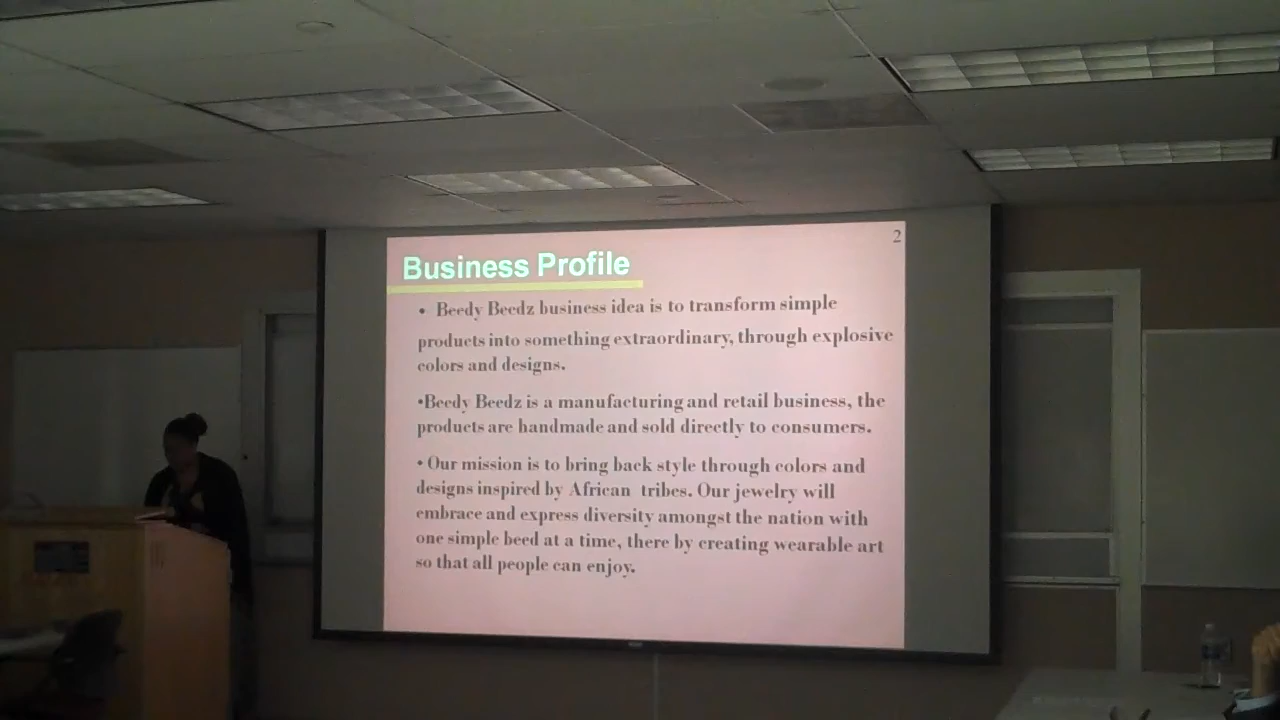 2
Business Profile
• Beedy Beedz business idea is to transform simple
products into something extraordinary, through explosive
colors and designs.
•Beedy Beedz is a manufacturing and retail business, the
products are handmade and sold directly to consumers.
• Our mission is to bring back style through colors and
designs inspired by African tribes. Our jewelry will
embrace and express diversity amongst the nation with
one simple beed at a time, there by creating wearable art
so that all people can enjoy.